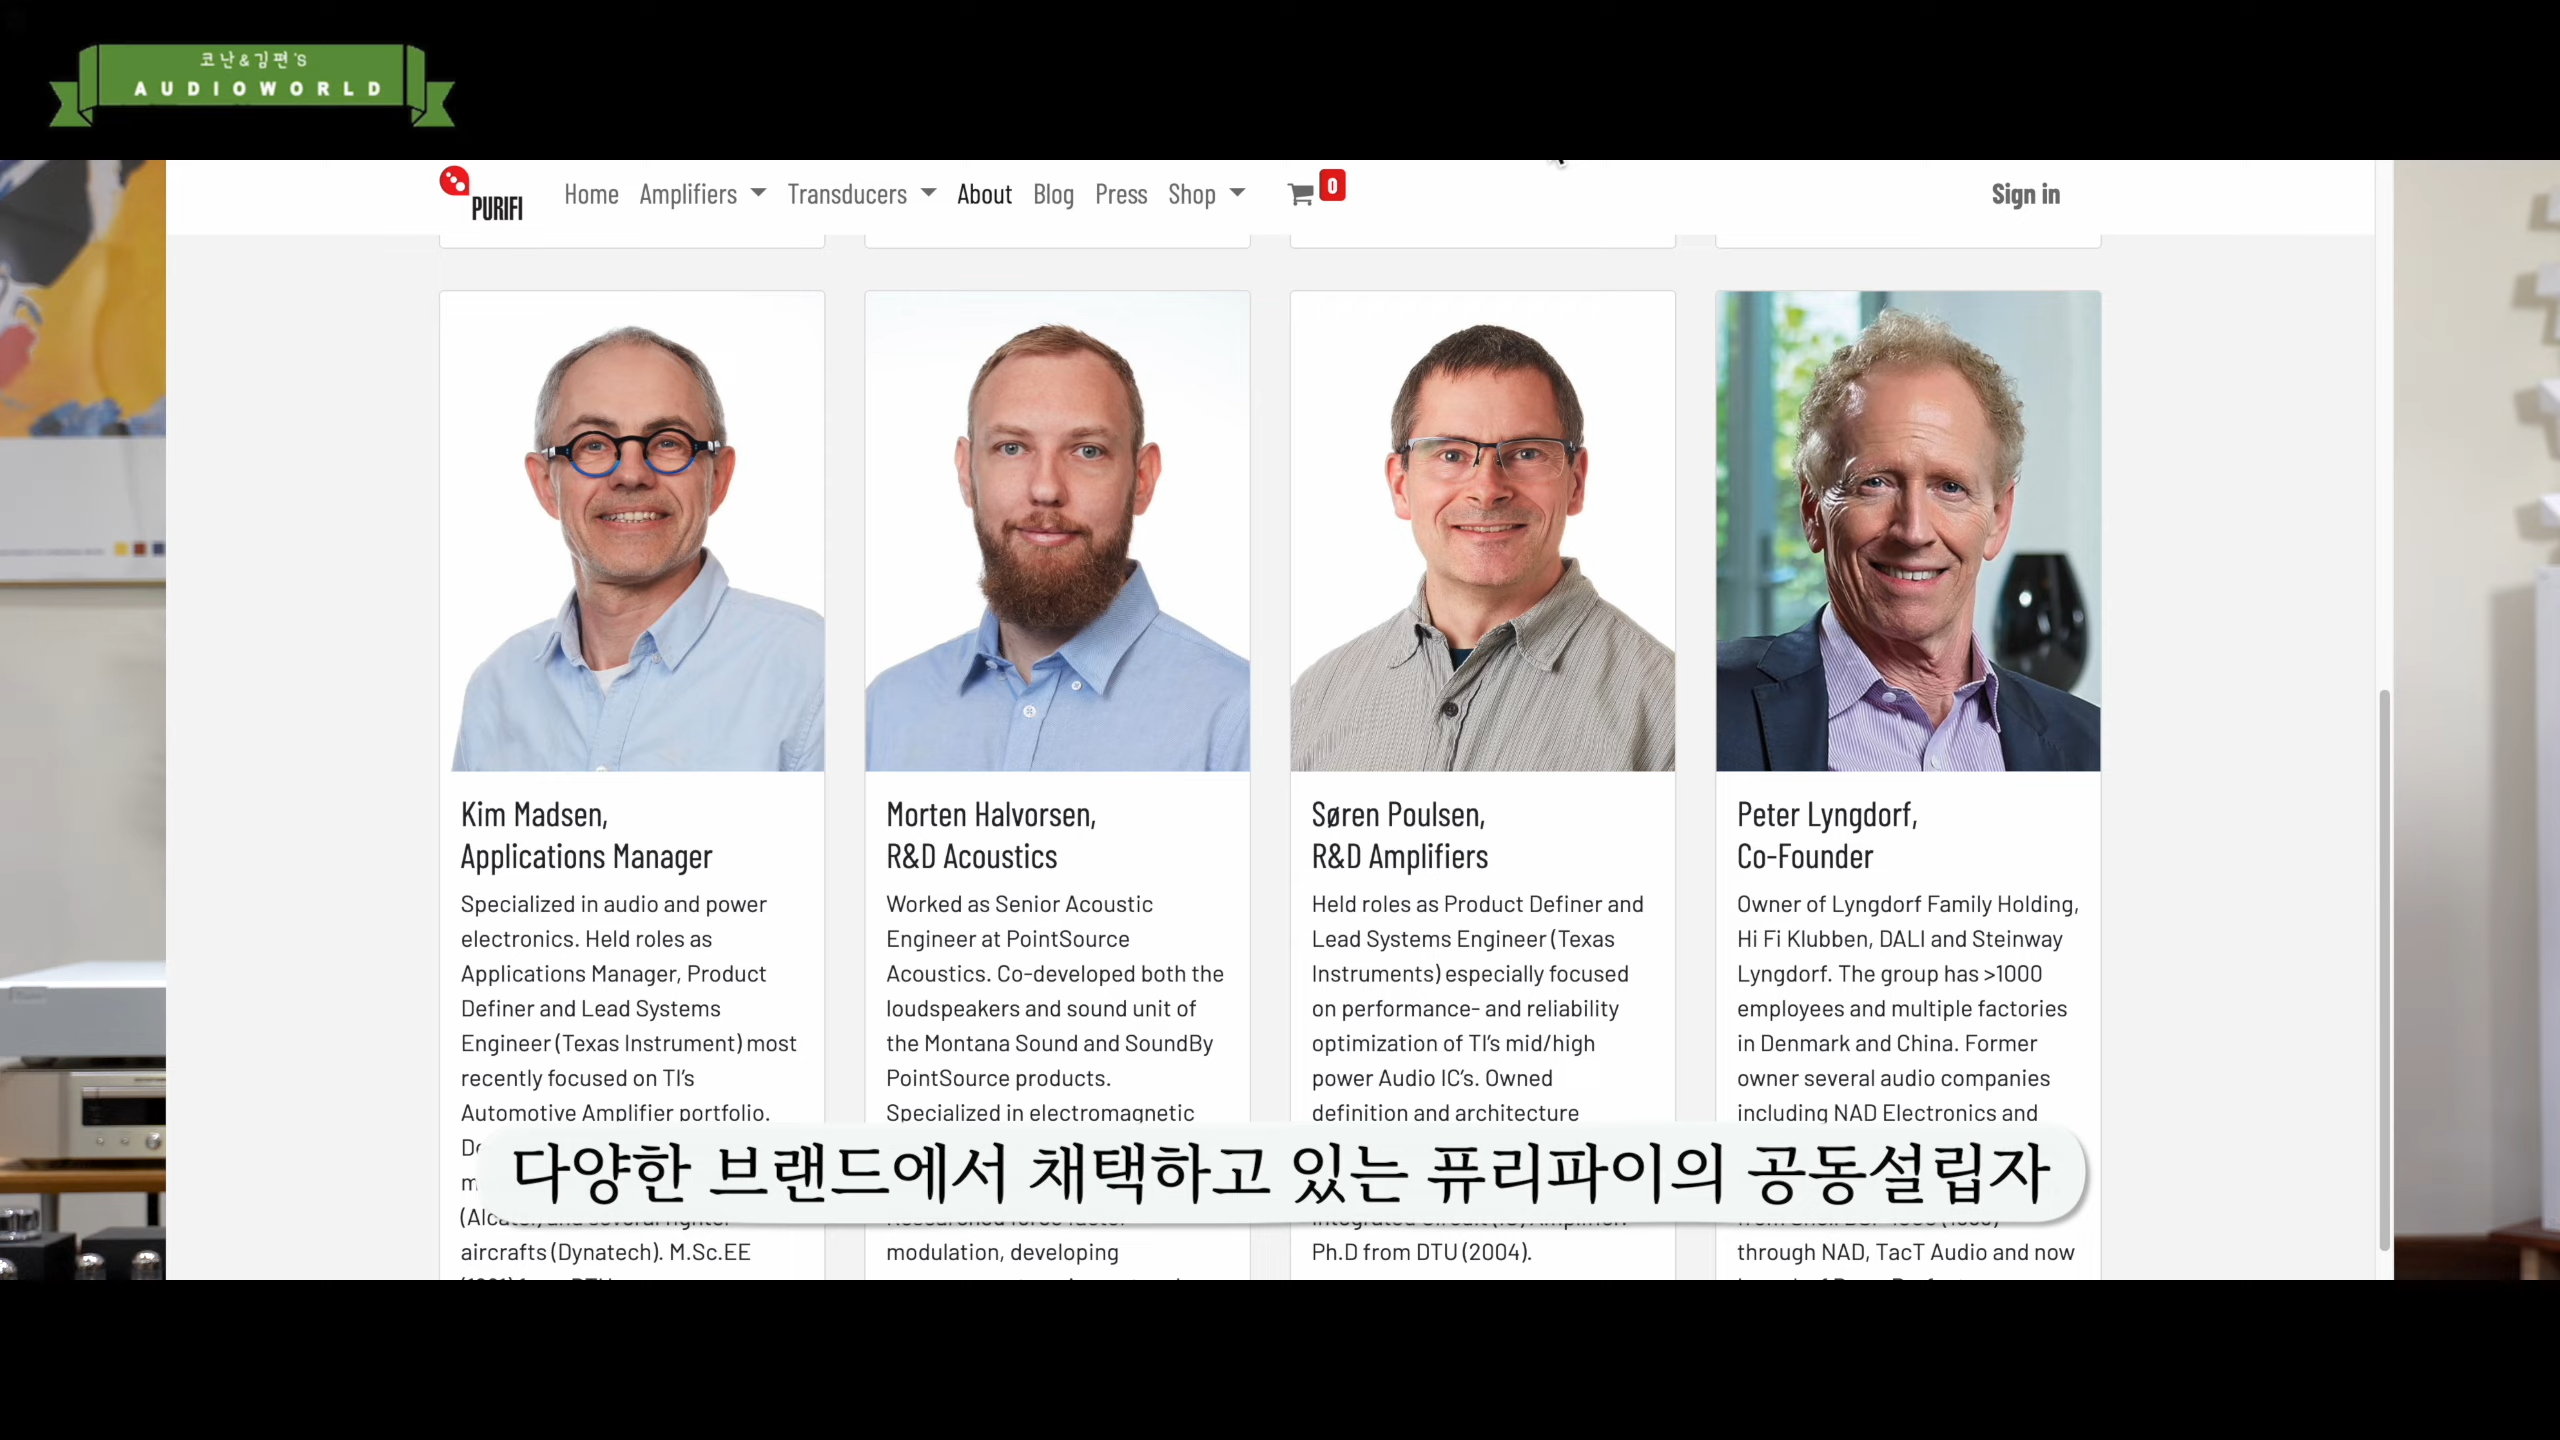 코난&김편'S
AUDIOWORLD
PURIFI
Home
Amplifiers
Transducers
About
Blog
Press
Shop
0
Sign in
Kim Madsen,
Applications Manager
Specialized in audio and power
electronics. Held roles as
Applications Manager, Product
Definer and Lead Systems
Engineer (Texas Instrument) most
recently focused on TI's
Automotive Amplifier portfolio.
aircrafts (Dynatech). M.Sc.EE
Morten Halvorsen,
R&D Acoustics
Worked as Senior Acoustic
Engineer at PointSource
Acoustics. Co-developed both the
loudspeakers and sound unit of
the Montana Sound and SoundBy
PointSource products.
Specialized in electromagnetic
modulation, developing
Søren Poulsen,
R&D Amplifiers
Held roles as Product Definer and
Lead Systems Engineer (Texas
Instruments) especially focused
on performance- and reliability
optimization of TI's mid/high
power Audio IC's. Owned
definition and architecture
Ph.D from DTU (2004).
Peter Lyngdorf,
Co-Founder
Owner of Lyngdorf Family Holding,
Hi Fi Klubben, DALI and Steinway
Lyngdorf. The group has >1000
employees and multiple factories
in Denmark and China. Former
owner several audio companies
including NAD Electronics and
through NAD, TacT Audio and now
다양한 브랜드에서 채택하고 있는 퓨리파이의 공동설립자